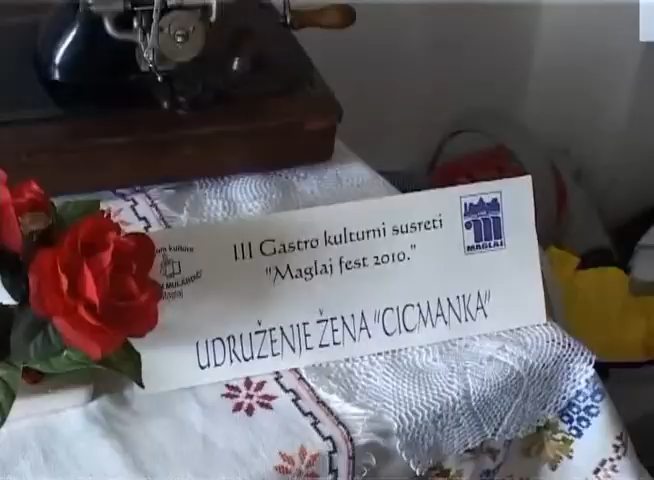 III Gastro kulturni susreti
"Maglaj fest 2010."
MAGLAJ
UDRUŽENJE ŽENA "CICMANKA"